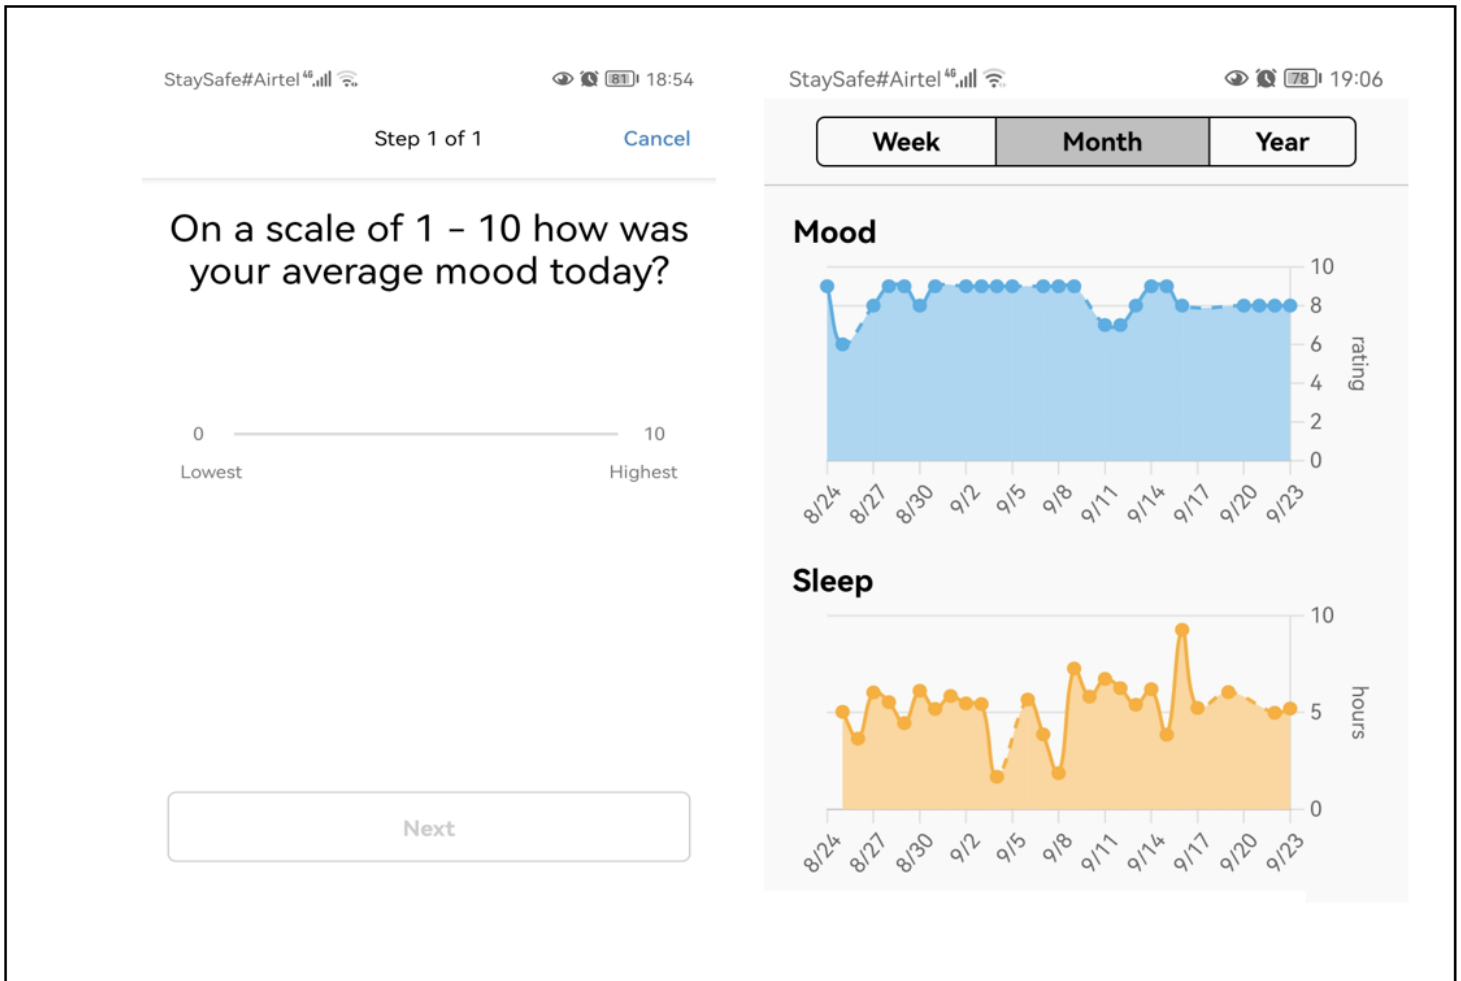 StaySafe#Airtel 4G 81 18:54
Step 1 of 1 Cancel
On a scale of 1 - 10 how was
your average mood today?
0 10
Lowest Highest
Next
StaySafe#Airtel 4G 78 19:06
Week Month Year
Mood
10
8
6
4
2
0
rating
8/24 8/27 8/30 9/2 9/5 9/8 9/11 9/14 9/17 9/20 9/23
Sleep
10
5
0
hours
8/24 8/27 8/30 9/2 9/5 9/8 9/11 9/14 9/17 9/20 9/23